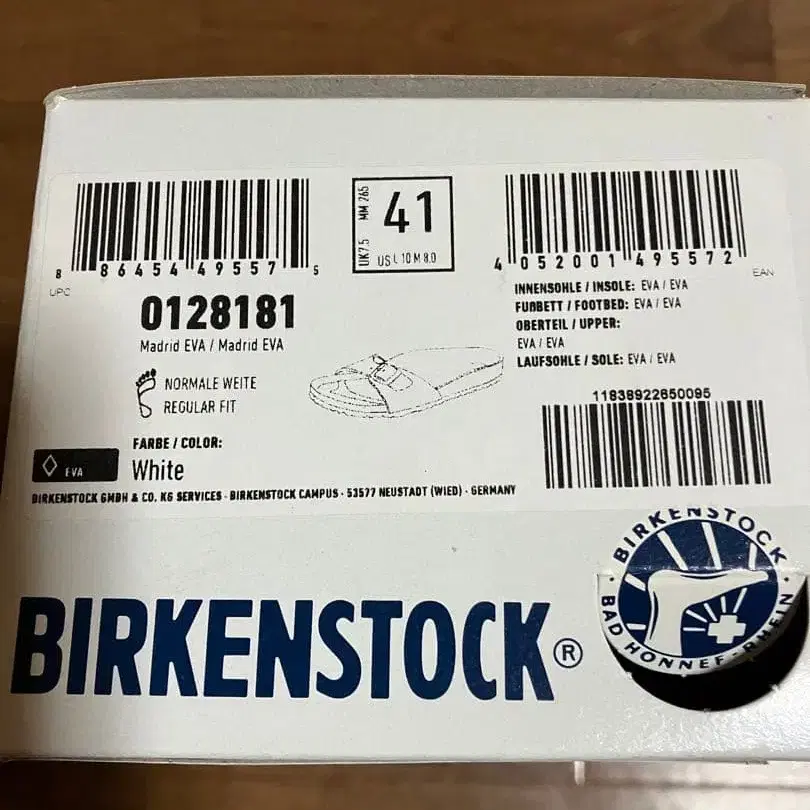 8 86454 49557 5
UPC
41
UK7.5 MM 265
US L 10 M 8.0
4 052001 495572
EAN
0128181
Madrid EVA / Madrid EVA
NORMALE WEITE
REGULAR FIT
INNENSOHLE / INSOLE: EVA / EVA
FUßBETT / FOOTBED: EVA / EVA
OBERTEIL / UPPER:
EVA / EVA
LAUFSOHLE / SOLE: EVA / EVA
11838922650095
FARBE / COLOR:
EVA
White
BIRKENSTOCK GMBH & CO. KG SERVICES · BIRKENSTOCK CAMPUS · 53577 NEUSTADT (WIED) · GERMANY
BIRKENSTOCK®
BIRKENSTOCK
· BAD HONNEF-RHEIN ·